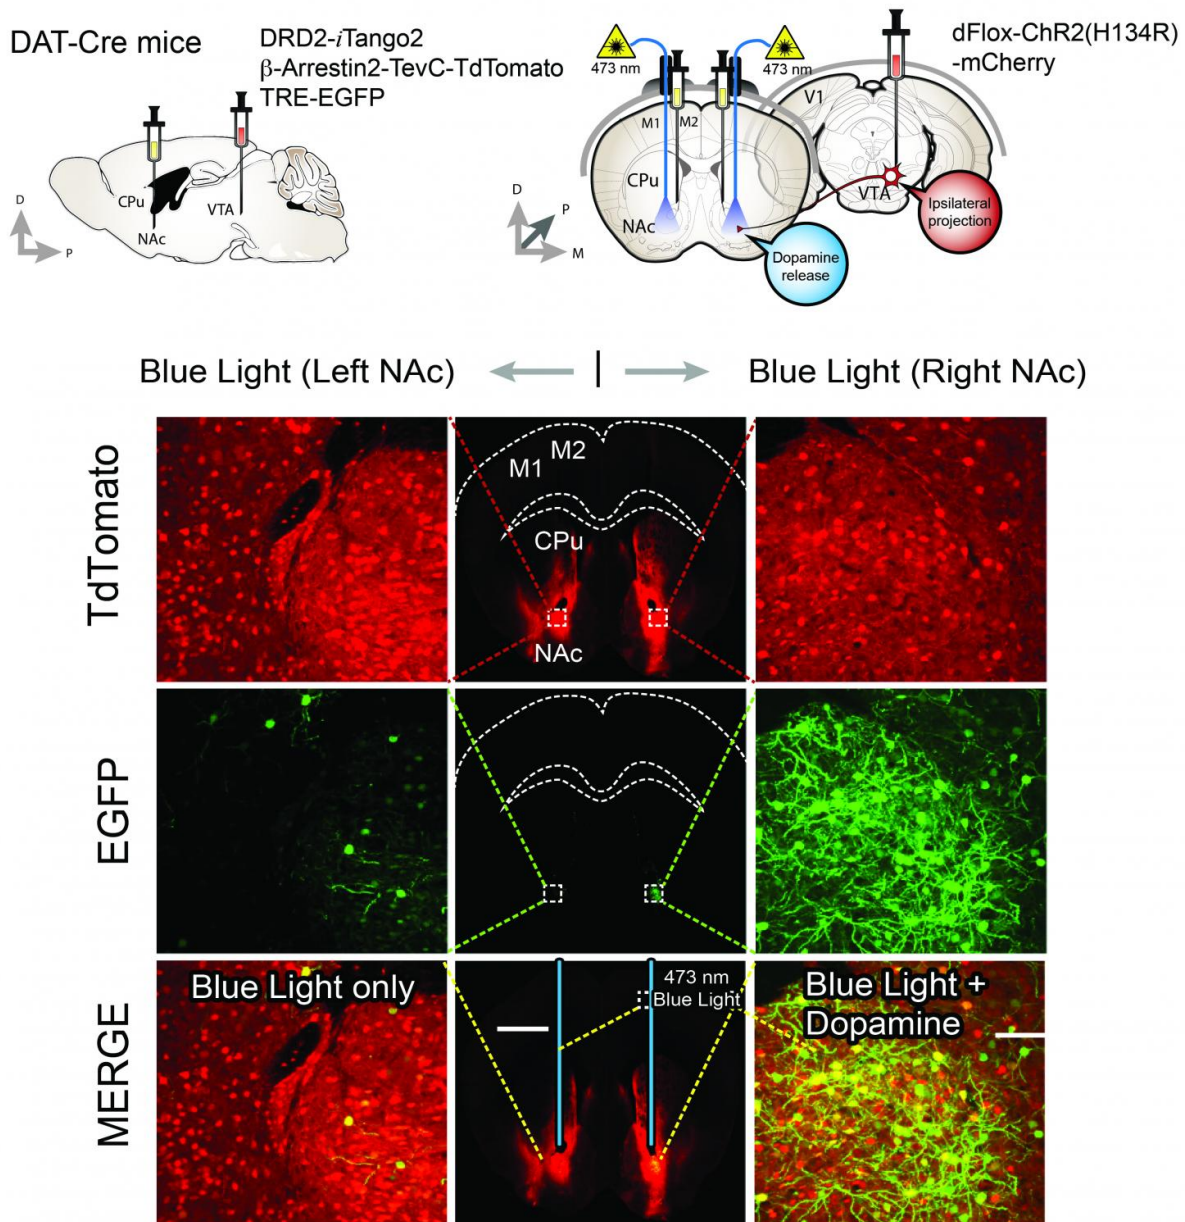 DAT-Cre mice
DRD2-iTango2
β-Arrestin2-TevC-TdTomato
TRE-EGFP
CPu
VTA
NAc
D
P
473 nm
473 nm
dFlox-ChR2(H134R)
-mCherry
V1
M1
M2
CPu
NAc
VTA
Ipsilateral
projection
Dopamine
release
D
P
M
Blue Light (Left NAc)
Blue Light (Right NAc)
TdTomato
M1
M2
CPu
NAc
EGFP
MERGE
Blue Light only
473 nm
Blue Light
Blue Light +
Dopamine